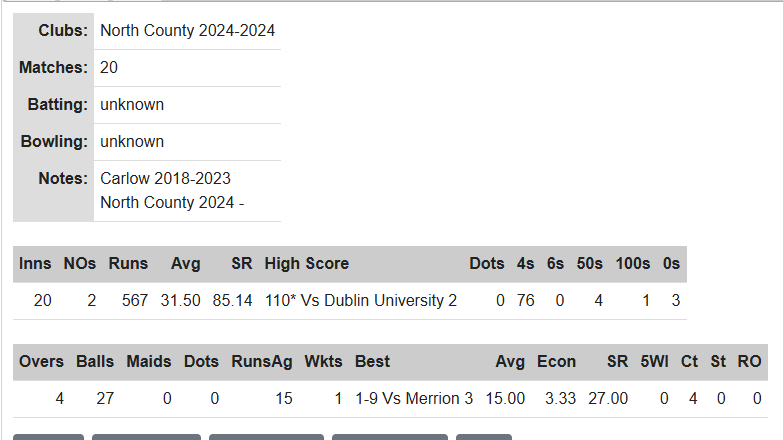 Clubs: North County 2024-2024
Matches: 20
Batting: unknown
Bowling: unknown
Notes: Carlow 2018-2023
North County 2024 -
Inns NOs Runs Avg SR High Score Dots 4s 6s 50s 100s 0s
20 2 567 31.50 85.14 110* Vs Dublin University 2 0 76 0 4 1 3
Overs Balls Maids Dots RunsAg Wkts Best Avg Econ SR 5WI Ct St RO
4 27 0 0 15 1 1-9 Vs Merrion 3 15.00 3.33 27.00 0 4 0 0